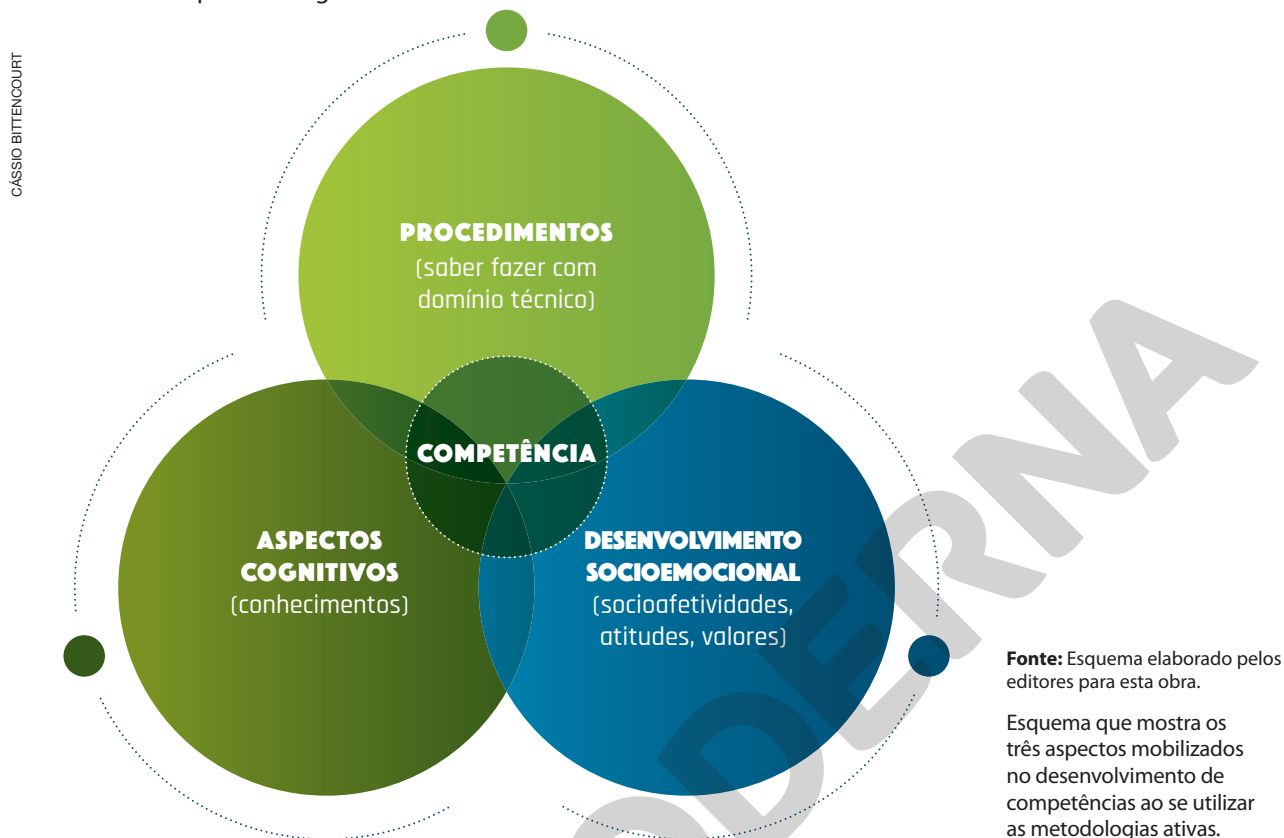 CÁSSIO BITTENCOURT
PROCEDIMENTOS
(saber fazer com
domínio técnico)
COMPETÊNCIA
ASPECTOS
COGNITIVOS
(conhecimentos)
DESENVOLVIMENTO
SOCIOEMOCIONAL
(socioafetividades,
atitudes, valores)
Fonte: Esquema elaborado pelos
editores para esta obra.
Esquema que mostra os
três aspectos mobilizados
no desenvolvimento de
competências ao se utilizar
as metodologias ativas.
MODERNA